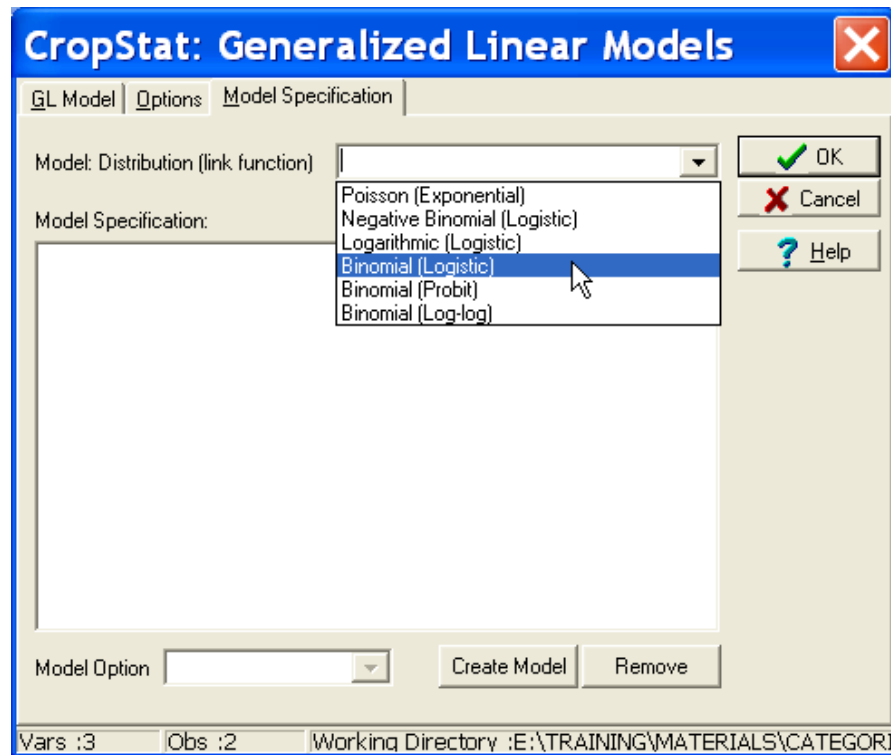 CropStat: Generalized Linear Models
GL Model Options Model Specification
Model: Distribution (link function)
OK
Poisson (Exponential)
Cancel
Model Specification:
Negative Binomial (Logistic)
Logarithmic (Logistic)
Help
Binomial (Logistic)
Binomial (Probit)
Binomial (Log-log)
Model Option
Create Model
Remove
Vars :3 Obs :2 Working Directory :E:\TRAINING\MATERIALS\CATEGORI